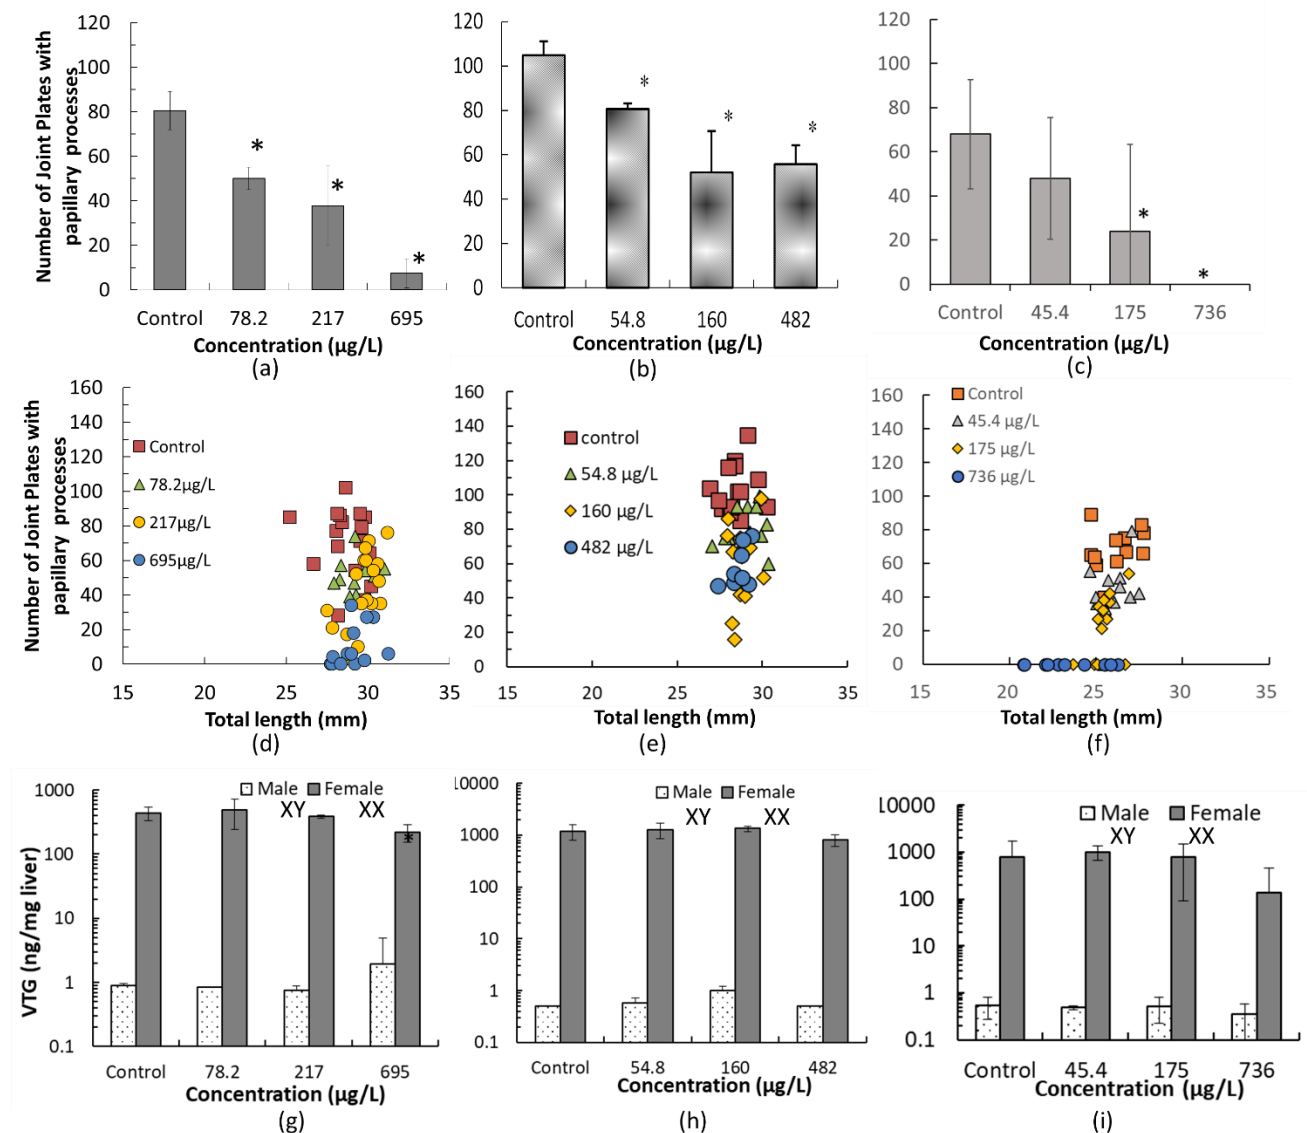 Number of Joint Plates with
papillary processes
120
100
80
60
40
20
0
*
*
*
Control
78.2
217
695
Concentration (µg/L)
(a)
120
100
80
60
40
20
0
*
*
*
Control
54.8
160
482
Concentration (µg/L)
(b)
120
100
80
60
40
20
0
*
*
Control
45.4
175
736
Concentration (µg/L)
(c)
Number of Joint Plates with
papillary processes
160
140
120
100
80
60
40
20
0
Control
78.2µg/L
217µg/L
695µg/L
15
20
25
30
35
Total length (mm)
(d)
160
140
120
100
80
60
40
20
0
control
54.8 µg/L
160 µg/L
482 µg/L
15
20
25
30
35
Total length (mm)
(e)
160
140
120
100
80
60
40
20
0
Control
45.4 µg/L
175 µg/L
736 µg/L
15
20
25
30
35
Total length (mm)
(f)
VTG (ng/mg liver)
1000
100
10
1
0.1
Male
Female
XY
XX
*
Control
78.2
217
695
Concentration (µg/L)
(g)
10000
1000
100
10
1
0.1
Male
Female
XY
XX
Control
54.8
160
482
Concentration (µg/L)
(h)
10000
1000
100
10
1
0.1
Male
Female
XY
XX
Control
45.4
175
736
Concentration (µg/L)
(i)